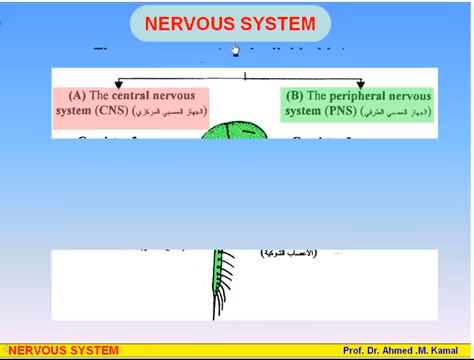 NERVOUS SYSTEM
(A) The central nervous
system (CNS) (الجهاز العصبي المركزي)
(B) The peripheral nervous
system (PNS) (الجهاز العصبي الطرفي)
(الأعصاب الشوكية)
NERVOUS SYSTEM
Prof. Dr. Ahmed .M. Kamal